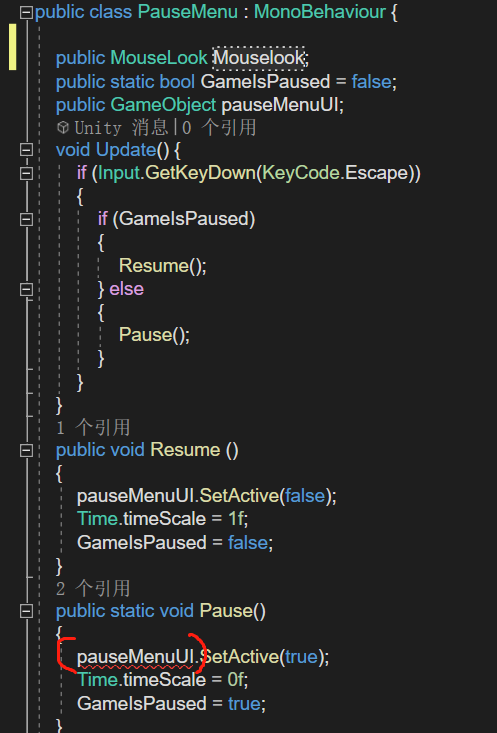 public class PauseMenu : MonoBehaviour {
public MouseLook Mouselook;
public static bool GameIsPaused = false;
public GameObject pauseMenuUI;
Unity 消息|0 个引用
void Update() {
if (Input.GetKeyDown(KeyCode.Escape))
{
if (GameIsPaused)
{
Resume();
} else
{
Pause();
}
}
}
1 个引用
public void Resume ()
{
pauseMenuUI.SetActive(false);
Time.timeScale = 1f;
GameIsPaused = false;
}
2 个引用
public static void Pause()
{
pauseMenuUI.SetActive(true);
Time.timeScale = 0f;
GameIsPaused = true;
}